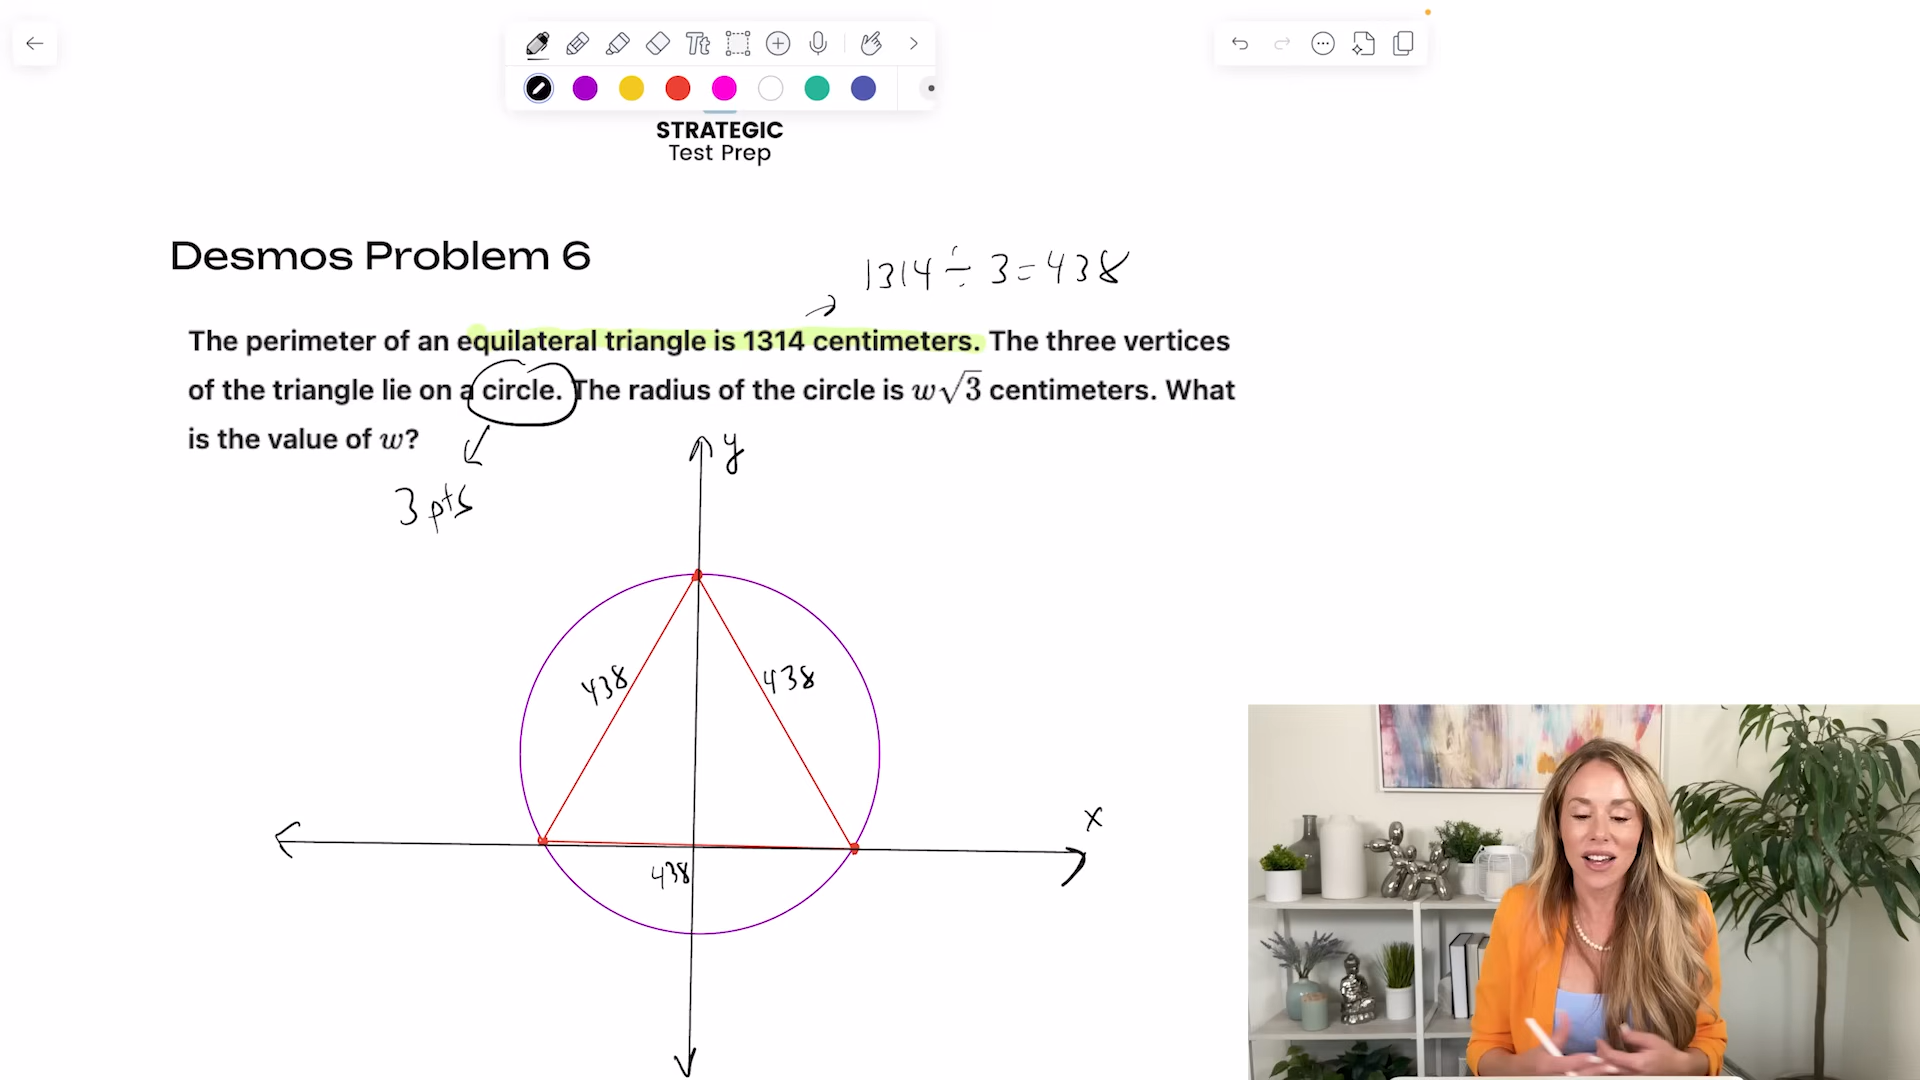 Tt
STRATEGIC
Test Prep
Desmos Problem 6
1314 ÷ 3 = 438
The perimeter of an equilateral triangle is 1314 centimeters. The three vertices
of the triangle lie on a circle. The radius of the circle is w√3 centimeters. What
is the value of w?
y
3 pts
438
438
x
438